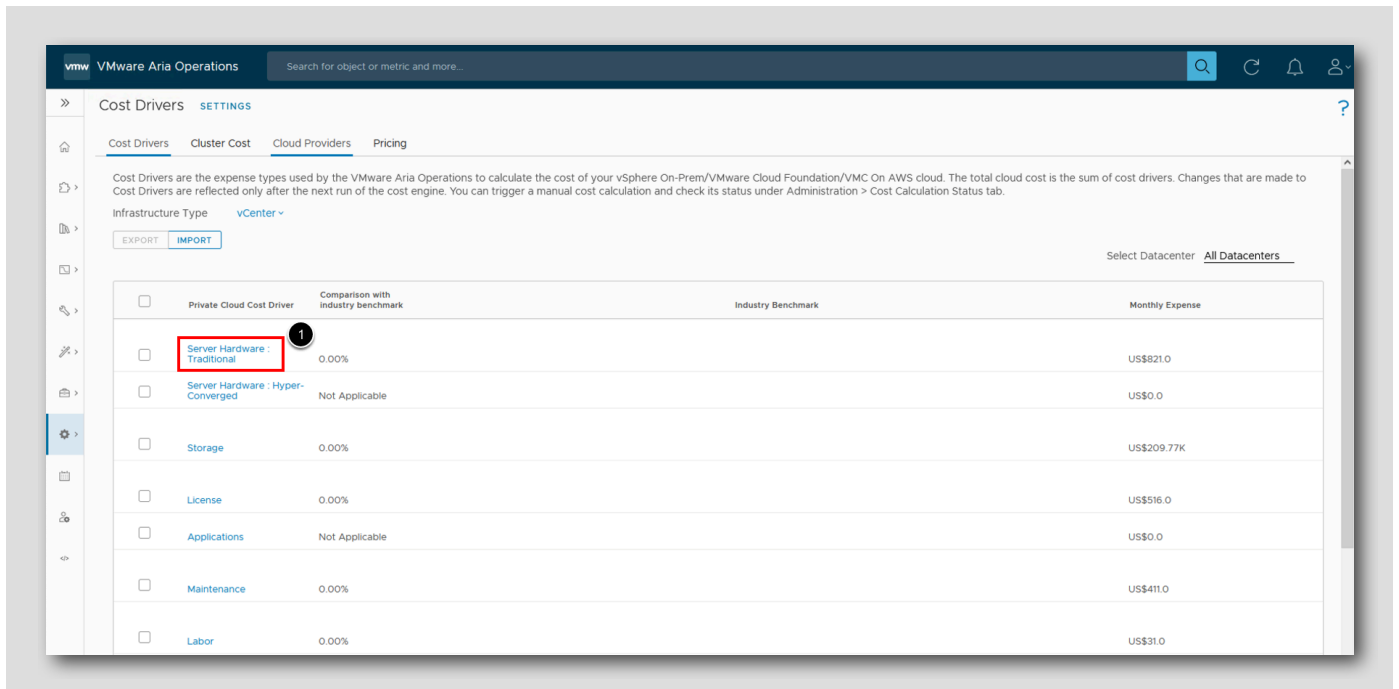 vmw VMware Aria Operations Search for object or metric and more...
Cost Drivers SETTINGS ?
Cost Drivers Cluster Cost Cloud Providers Pricing
Cost Drivers are the expense types used by the VMware Aria Operations to calculate the cost of your vSphere On-Prem/VMware Cloud Foundation/VMC On AWS cloud. The total cloud cost is the sum of cost drivers. Changes that are made to
Cost Drivers are reflected only after the next run of the cost engine. You can trigger a manual cost calculation and check its status under Administration > Cost Calculation Status tab.
Infrastructure Type vCenter
EXPORT IMPORT
Select Datacenter All Datacenters
Private Cloud Cost Driver Comparison with industry benchmark Industry Benchmark Monthly Expense
1
Server Hardware :
Traditional 0.00% US$821.0
Server Hardware : Hyper-
Converged Not Applicable US$0.0
Storage 0.00% US$209.77K
License 0.00% US$516.0
Applications Not Applicable US$0.0
Maintenance 0.00% US$411.0
Labor 0.00% US$31.0